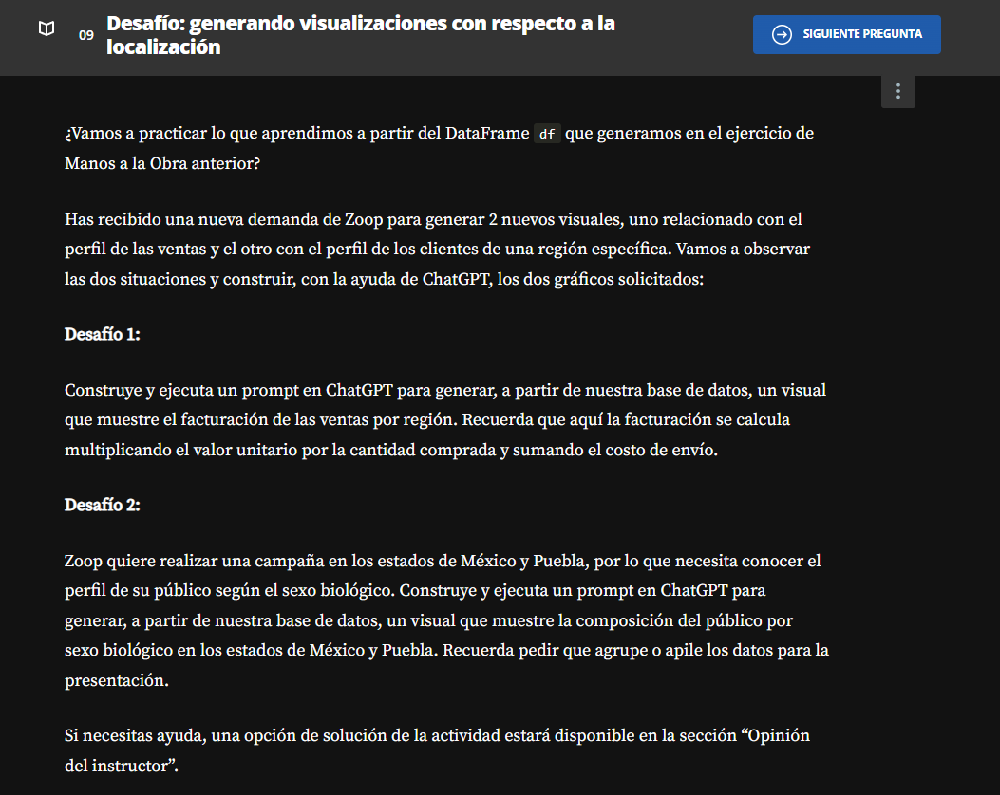 09
Desafío: generando visualizaciones con respecto a la
localización
SIGUIENTE PREGUNTA
¿Vamos a practicar lo que aprendimos a partir del DataFrame df que generamos en el ejercicio de
Manos a la Obra anterior?
Has recibido una nueva demanda de Zoop para generar 2 nuevos visuales, uno relacionado con el
perfil de las ventas y el otro con el perfil de los clientes de una región específica. Vamos a observar
las dos situaciones y construir, con la ayuda de ChatGPT, los dos gráficos solicitados:
Desafío 1:
Construye y ejecuta un prompt en ChatGPT para generar, a partir de nuestra base de datos, un visual
que muestre el facturación de las ventas por región. Recuerda que aquí la facturación se calcula
multiplicando el valor unitario por la cantidad comprada y sumando el costo de envío.
Desafío 2:
Zoop quiere realizar una campaña en los estados de México y Puebla, por lo que necesita conocer el
perfil de su público según el sexo biológico. Construye y ejecuta un prompt en ChatGPT para
generar, a partir de nuestra base de datos, un visual que muestre la composición del público por
sexo biológico en los estados de México y Puebla. Recuerda pedir que agrupe o apile los datos para la
presentación.
Si necesitas ayuda, una opción de solución de la actividad estará disponible en la sección “Opinión
del instructor”.